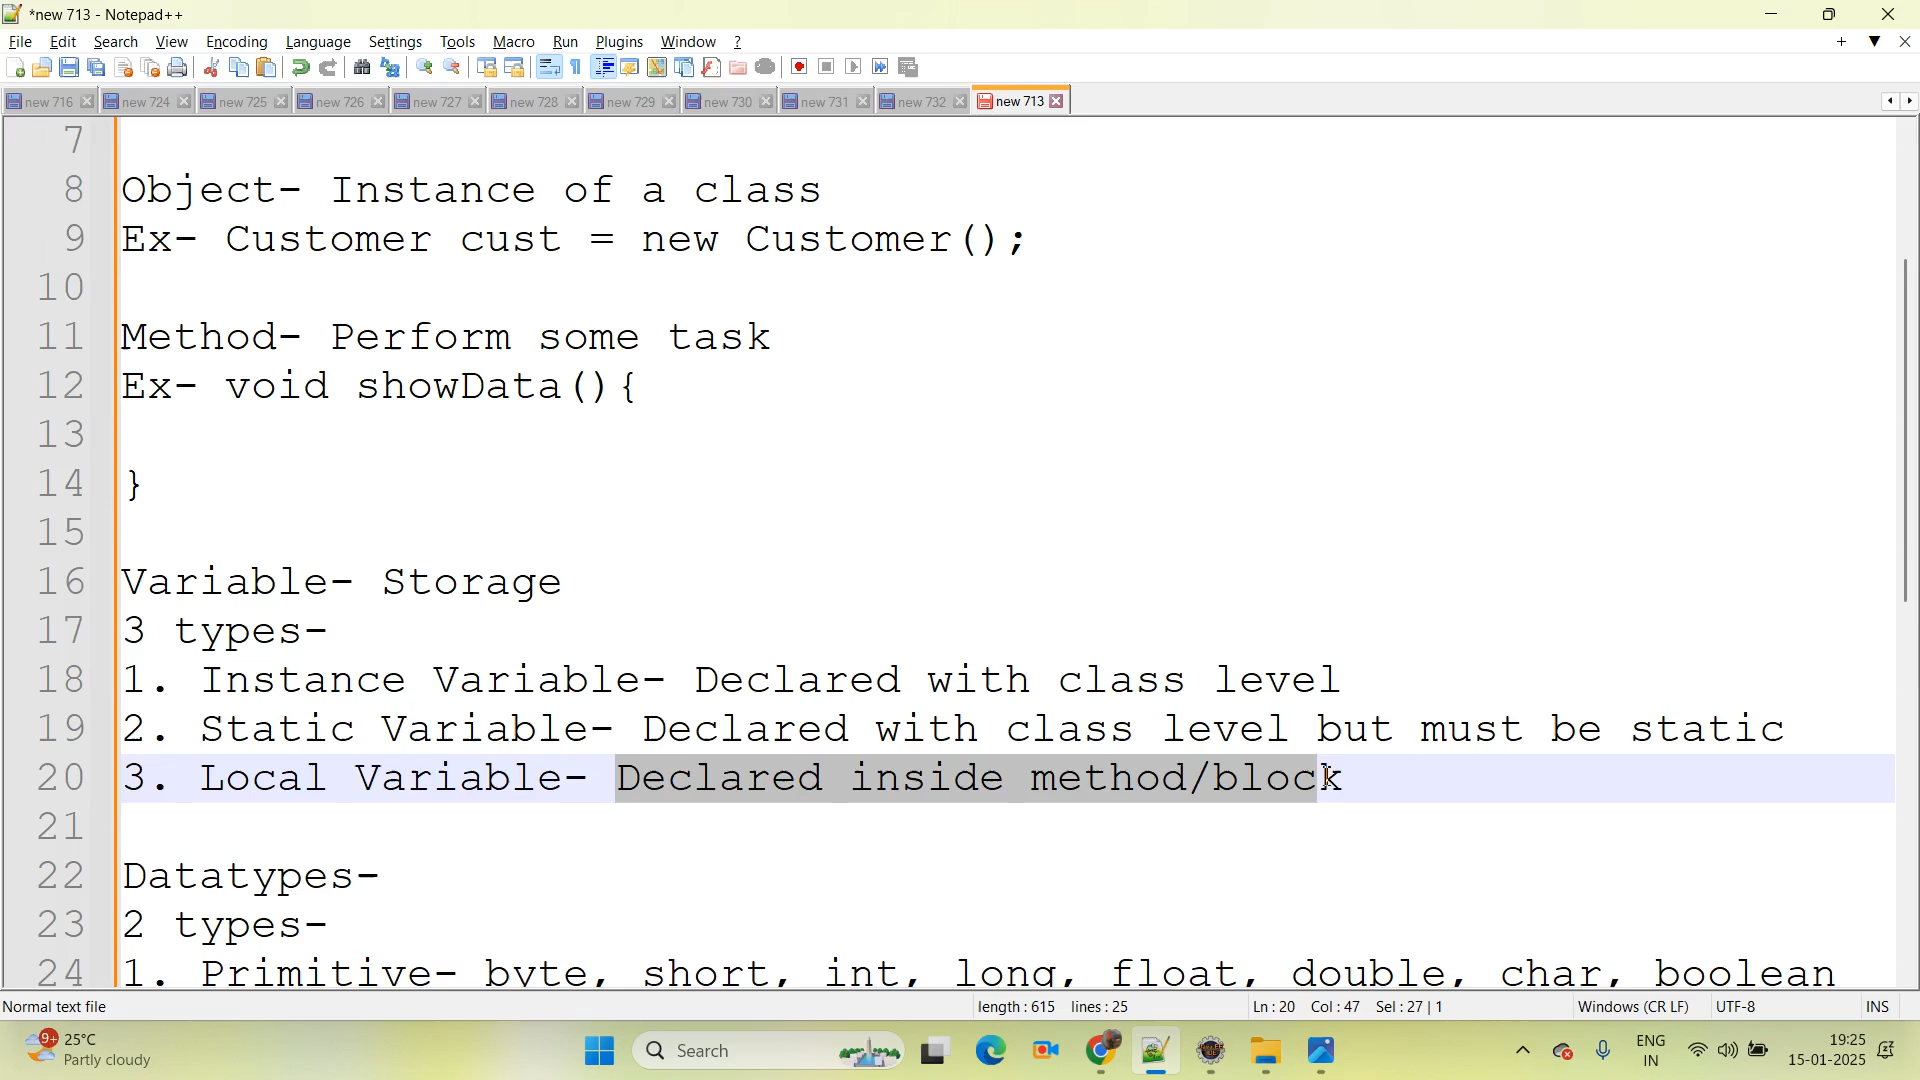 *new 713 - Notepad++
File Edit Search View Encoding Language Settings Tools Macro Run Plugins Window ?
new 716 new 724 new 725 new 726 new 727 new 728 new 729 new 730 new 731 new 732 new 713
7
8 Object- Instance of a class
9 Ex- Customer cust = new Customer();
10
11 Method- Perform some task
12 Ex- void showData(){
13
14 }
15
16 Variable- Storage
17 3 types-
18 1. Instance Variable- Declared with class level
19 2. Static Variable- Declared with class level but must be static
20 3. Local Variable- Declared inside method/block
21
22 Datatypes-
23 2 types-
24 1. Primitive- byte, short, int, long, float, double, char, boolean
Normal text file length : 615 lines : 25 Ln : 20 Col : 47 Sel : 27 | 1 Windows (CR LF) UTF-8 INS
9+ 25°C
Partly cloudy
Search
ENG
IN
19:25
15-01-2025